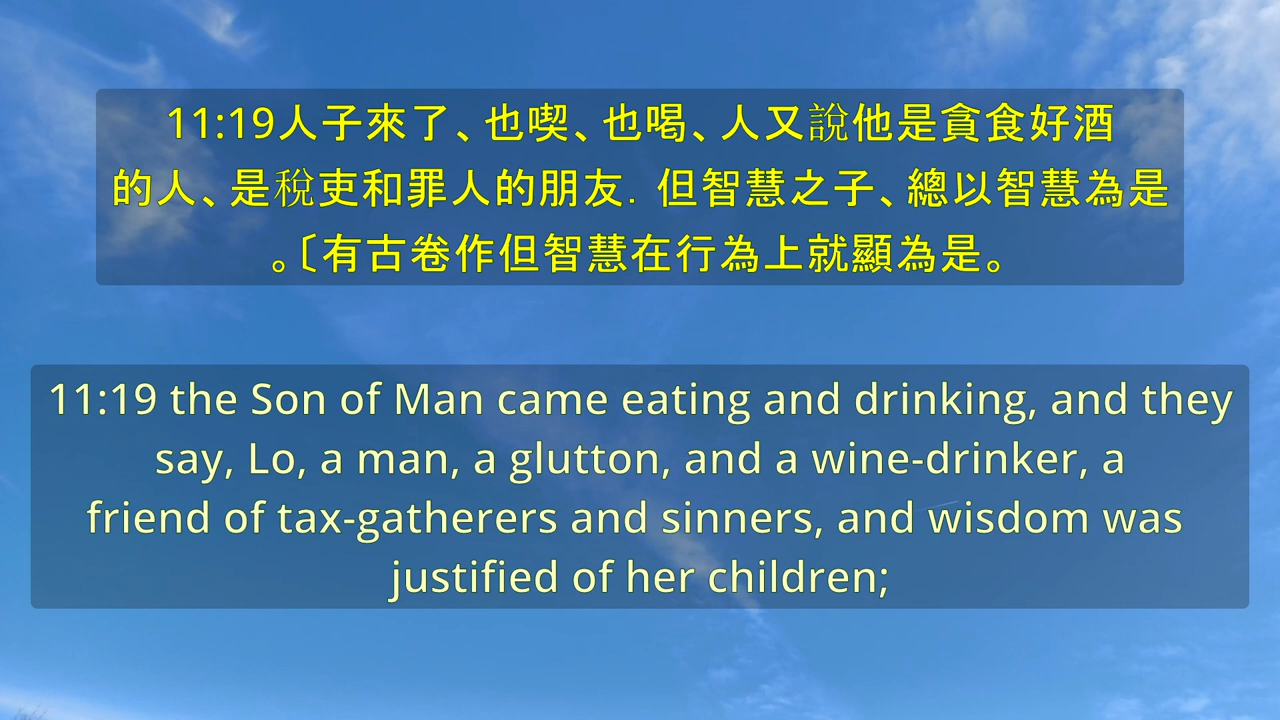 11:19人子來了、也喫、也喝、人又說他是貪食好酒
的人、是稅吏和罪人的朋友．但智慧之子、總以智慧為是
。〔有古卷作但智慧在行為上就顯為是。
11:19 the Son of Man came eating and drinking, and they
say, Lo, a man, a glutton, and a wine-drinker, a
friend of tax-gatherers and sinners, and wisdom was
justified of her children;